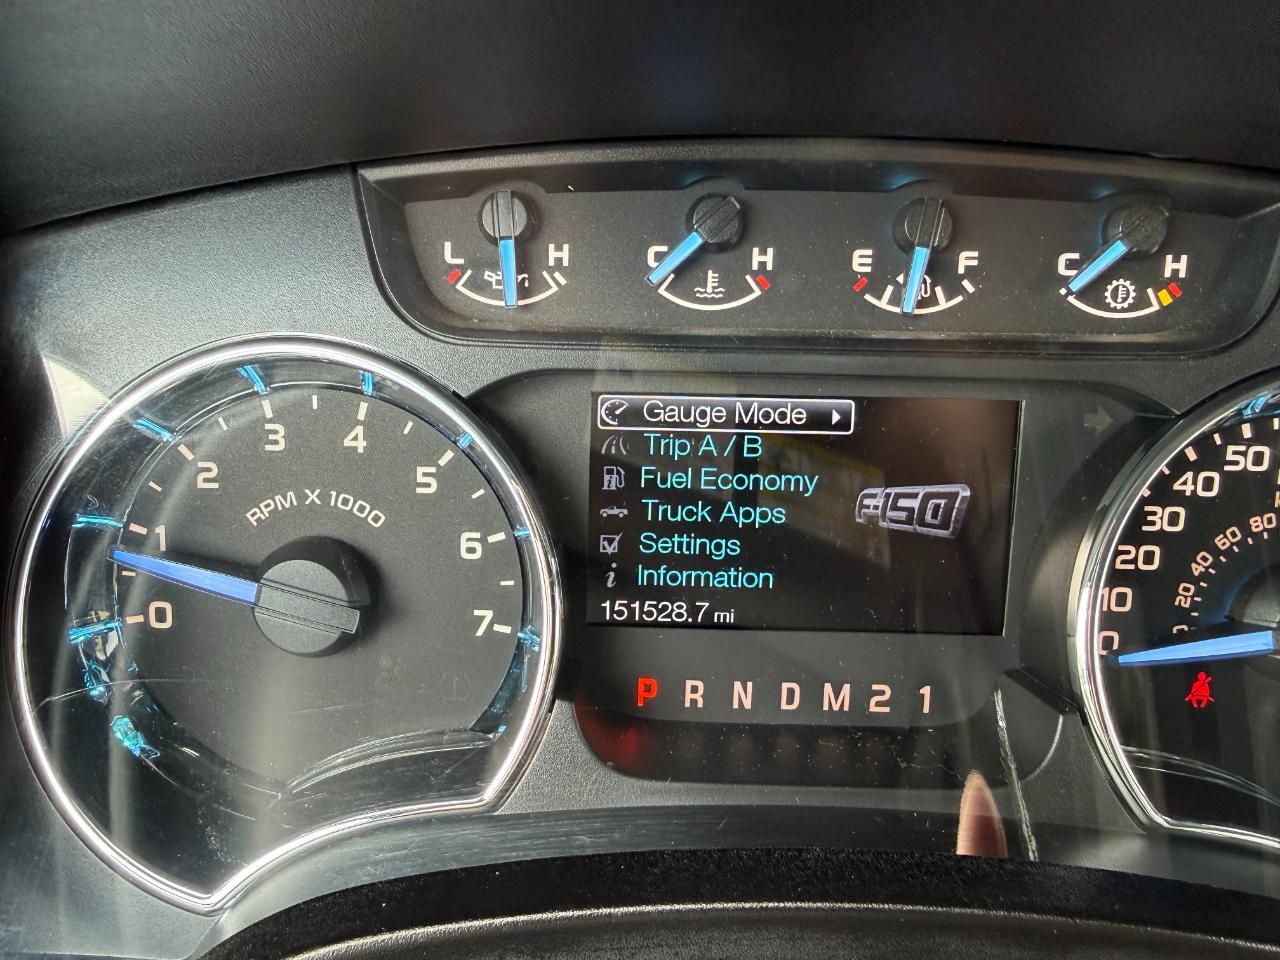 L H
C H
E F
C H
0 1 2 3 4 5 6 7
RPM X 1000
Gauge Mode
Trip A / B
Fuel Economy
Truck Apps
Settings
Information
151528.7 mi
F-150
P R N D M 2 1
0 10 20 30 40 50
20 40 60 80